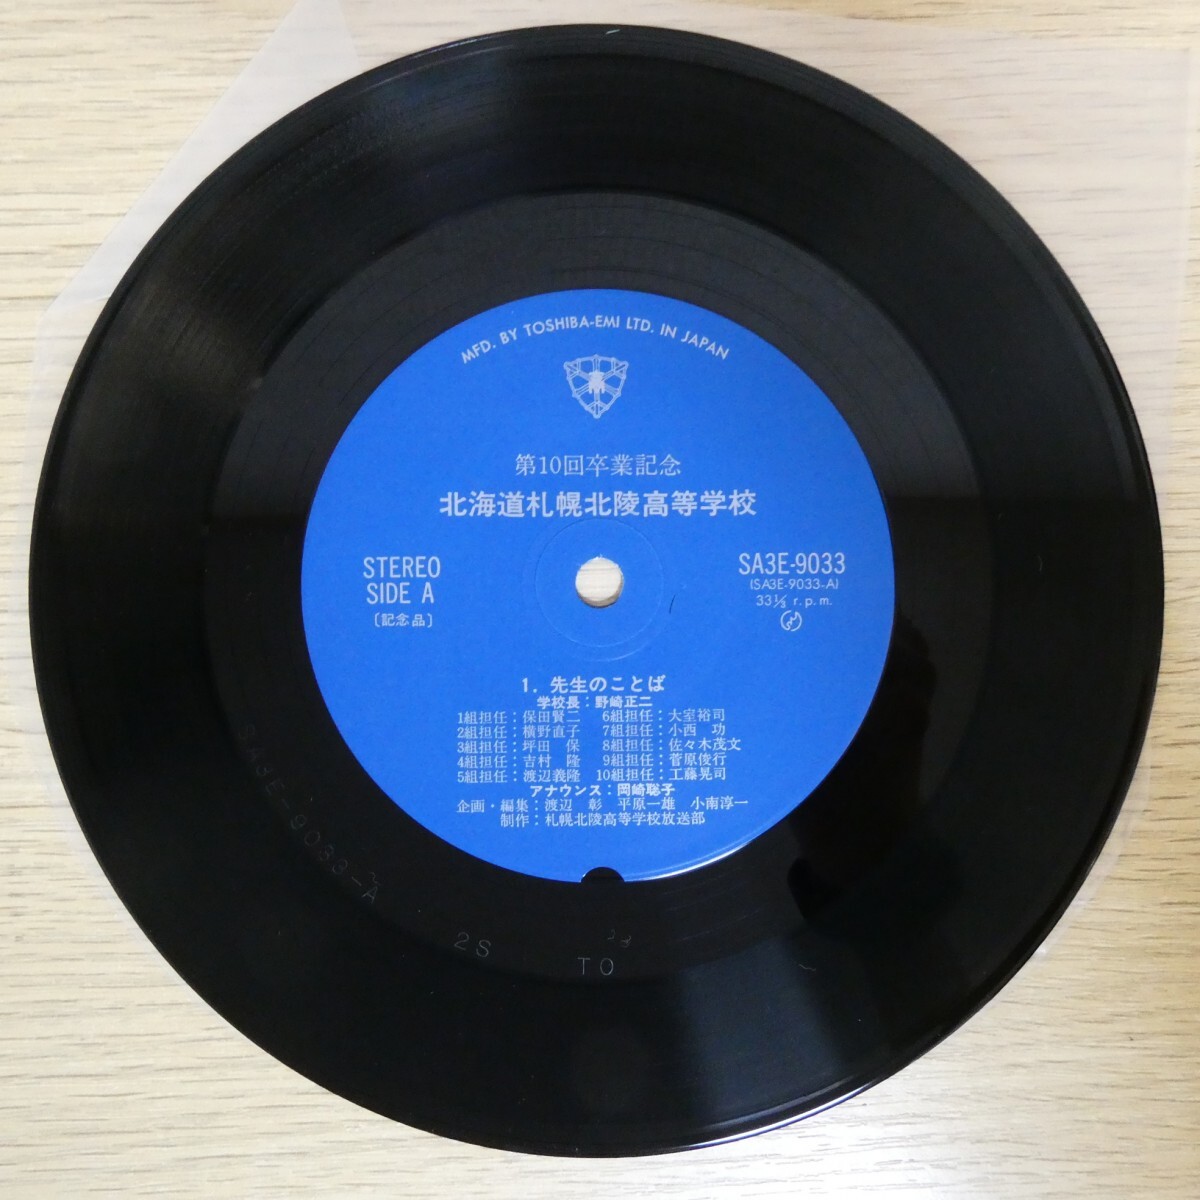 MFD. BY TOSHIBA-EMI LTD. IN JAPAN
第10回卒業記念
北海道札幌北陵高等学校
STEREO
SIDE A
〔記念品〕
SA3E-9033
(SA3E-9033-A)
33⅓ r.p.m.
1. 先生のことば
学校長：野崎正二
1組担任：保田賢二 6組担任：大室裕司
2組担任：横野直子 7組担任：小西 功
3組担任：坪田 保 8組担任：佐々木茂文
4組担任：吉村 隆 9組担任：菅原俊行
5組担任：渡辺義隆 10組担任：工藤晃司
アナウンス：岡崎聡子
企画・編集：渡辺 彰 平原一雄 小南淳一
制作：札幌北陵高等学校放送部
SA3E-9033-A 2S TO